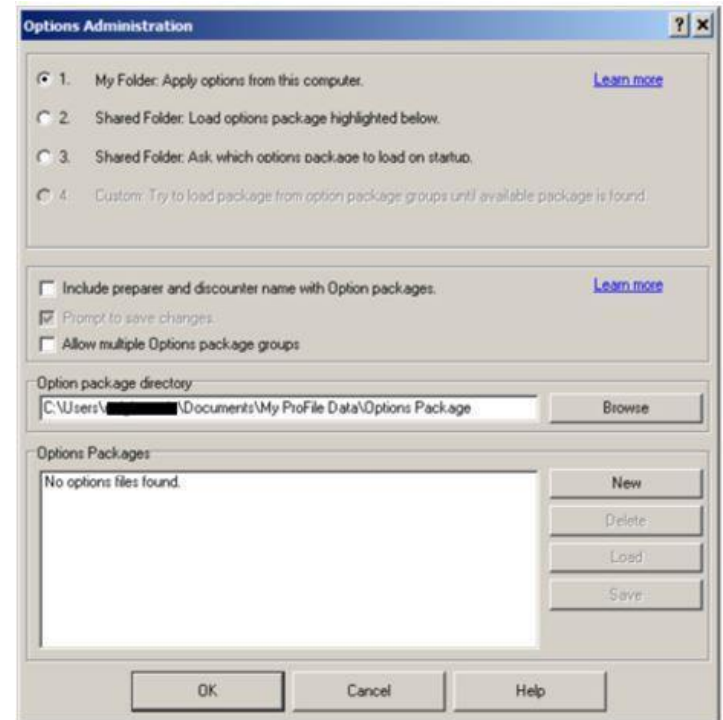 Options Administration
1. My Folder: Apply options from this computer. Learn more
2. Shared Folder: Load options package highlighted below.
3. Shared Folder: Ask which options package to load on startup.
4. Custom: Try to load package from option package groups until available package is found.
Include preparer and discounter name with Option packages. Learn more
Prompt to save changes.
Allow multiple Options package groups
Option package directory
C:\Users\ \Documents\My ProFile Data\Options Package Browse
Options Packages
No options files found. New
Delete
Load
Save
OK Cancel Help